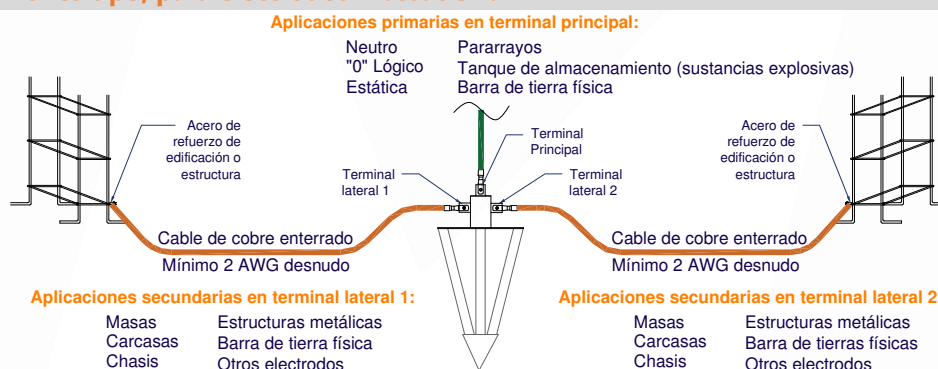 Aplicaciones primarias en terminal principal:
Neutro Pararrayos
"0" Lógico Tanque de almacenamiento (sustancias explosivas)
Estática Barra de tierra física
Acero de
refuerzo de
edificación o
estructura
Terminal
Principal
Terminal
lateral 1
Terminal
lateral 2
Acero de
refuerzo de
edificación o
estructura
Cable de cobre enterrado
Mínimo 2 AWG desnudo
Cable de cobre enterrado
Mínimo 2 AWG desnudo
Aplicaciones secundarias en terminal lateral 1:
Masas Estructuras metálicas
Carcasas Barra de tierra física
Chasis Otros electrodos
Aplicaciones secundarias en terminal lateral 2
Masas Estructuras metálicas
Carcasas Barra de tierras físicas
Chasis Otros electrodos